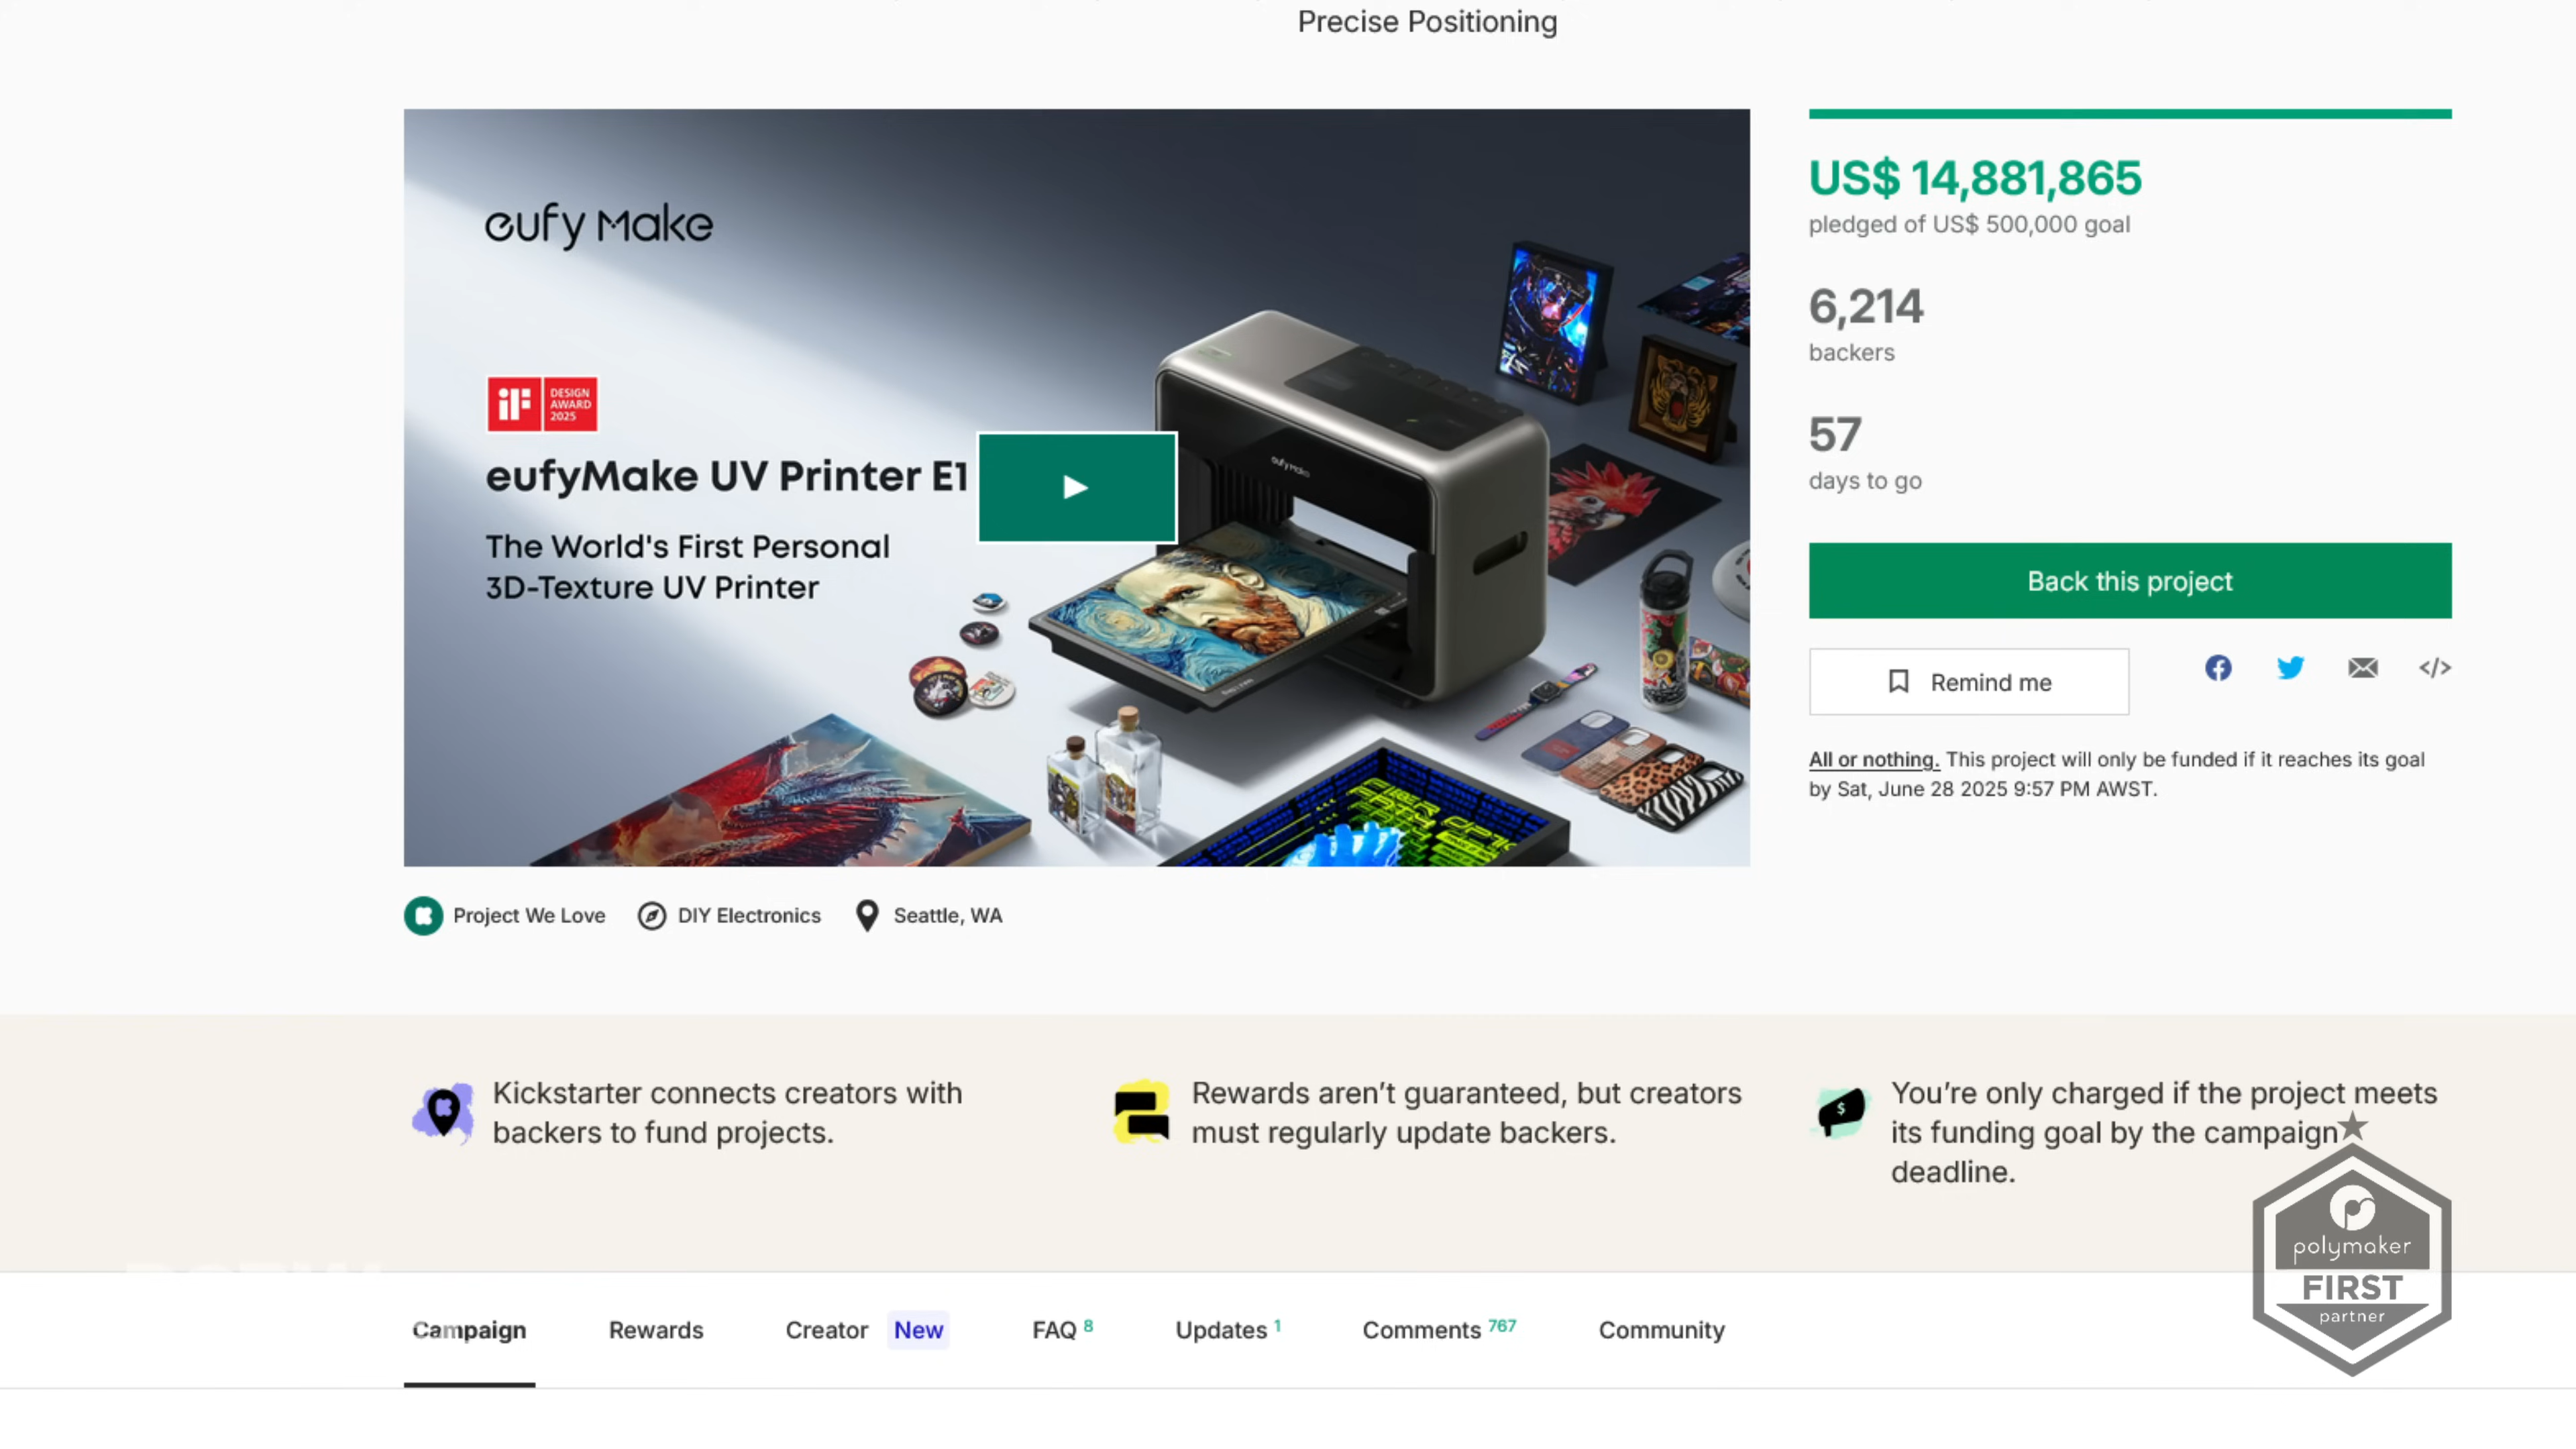 Precise Positioning
eufy Make
iF DESIGN
AWARD
2025
eufyMake UV Printer E1
The World's First Personal
3D-Texture UV Printer
eufyMake
US$ 14,881,865
pledged of US$ 500,000 goal
6,214
backers
57
days to go
Back this project
Remind me
All or nothing. This project will only be funded if it reaches its goal
by Sat, June 28 2025 9:57 PM AWST.
Project We Love
DIY Electronics
Seattle, WA
Kickstarter connects creators with
backers to fund projects.
Rewards aren’t guaranteed, but creators
must regularly update backers.
You’re only charged if the project meets
its funding goal by the campaign
deadline.
Campaign
Rewards
Creator New
FAQ 8
Updates 1
Comments 767
Community
polymaker
FIRST
partner